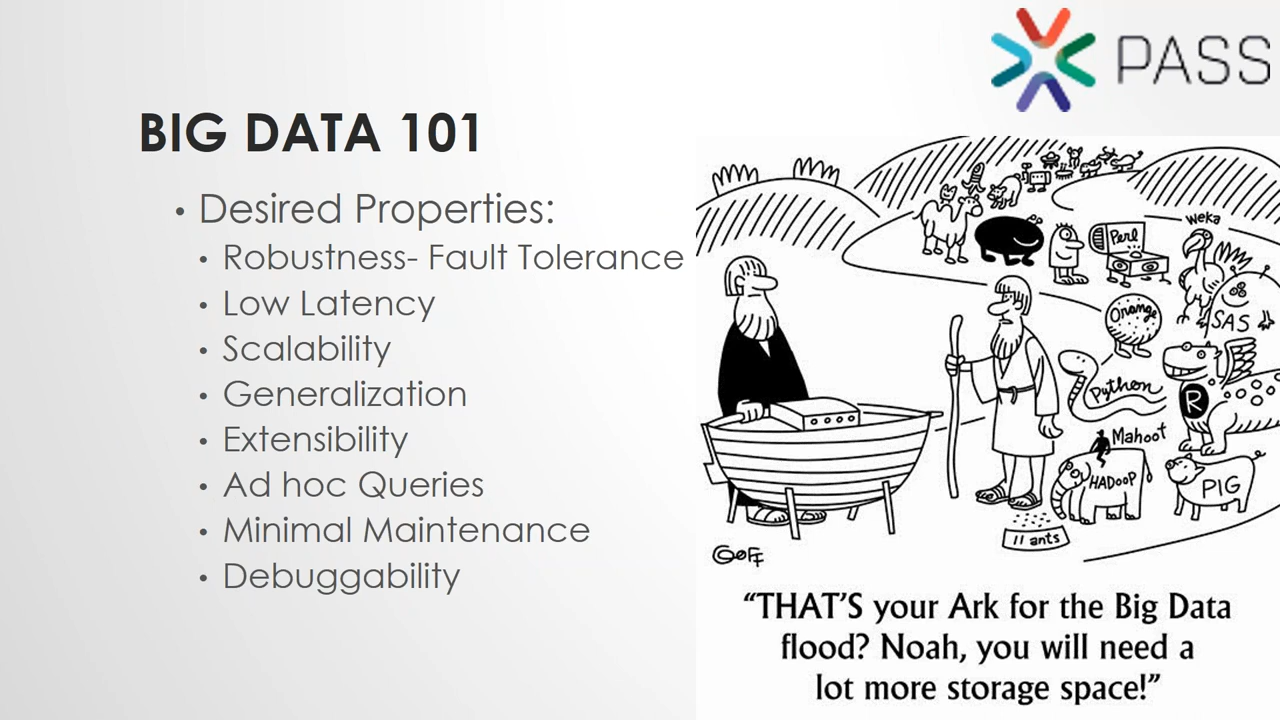 PASS
BIG DATA 101
• Desired Properties:
• Robustness- Fault Tolerance
• Low Latency
• Scalability
• Generalization
• Extensibility
• Ad hoc Queries
• Minimal Maintenance
• Debuggability
Weka
Perl
Orange
SAS
Python
R
Mahoot
HADOOP
PIG
11 ants
GOFF
“THAT’S your Ark for the Big Data
flood? Noah, you will need a
lot more storage space!”